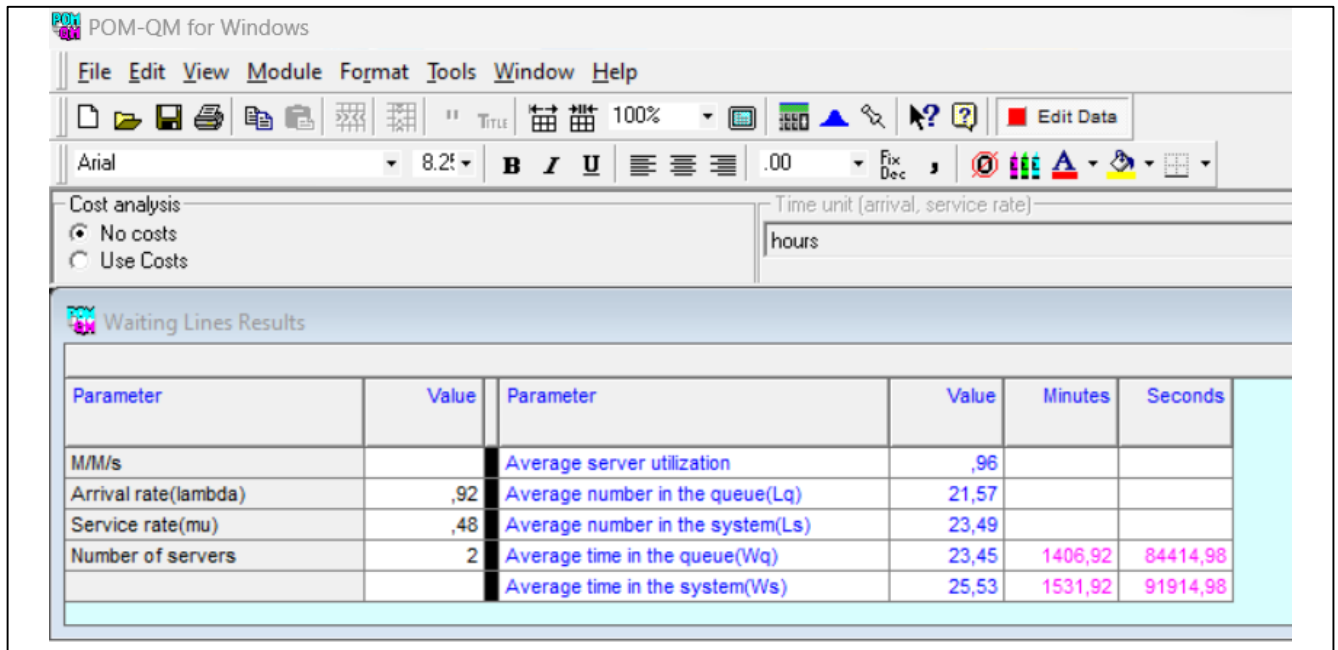 POM-QM for Windows
File Edit View Module Format Tools Window Help
TITLE 100% Edit Data
Arial 8.2 B I U .00 Fix Dec , A
Cost analysis Time unit (arrival, service rate)
No costs hours
Use Costs
Waiting Lines Results
Parameter Value Parameter Value Minutes Seconds
M/M/s Average server utilization ,96
Arrival rate(lambda) ,92 Average number in the queue(Lq) 21,57
Service rate(mu) ,48 Average number in the system(Ls) 23,49
Number of servers 2 Average time in the queue(Wq) 23,45 1406,92 84414,98
Average time in the system(Ws) 25,53 1531,92 91914,98